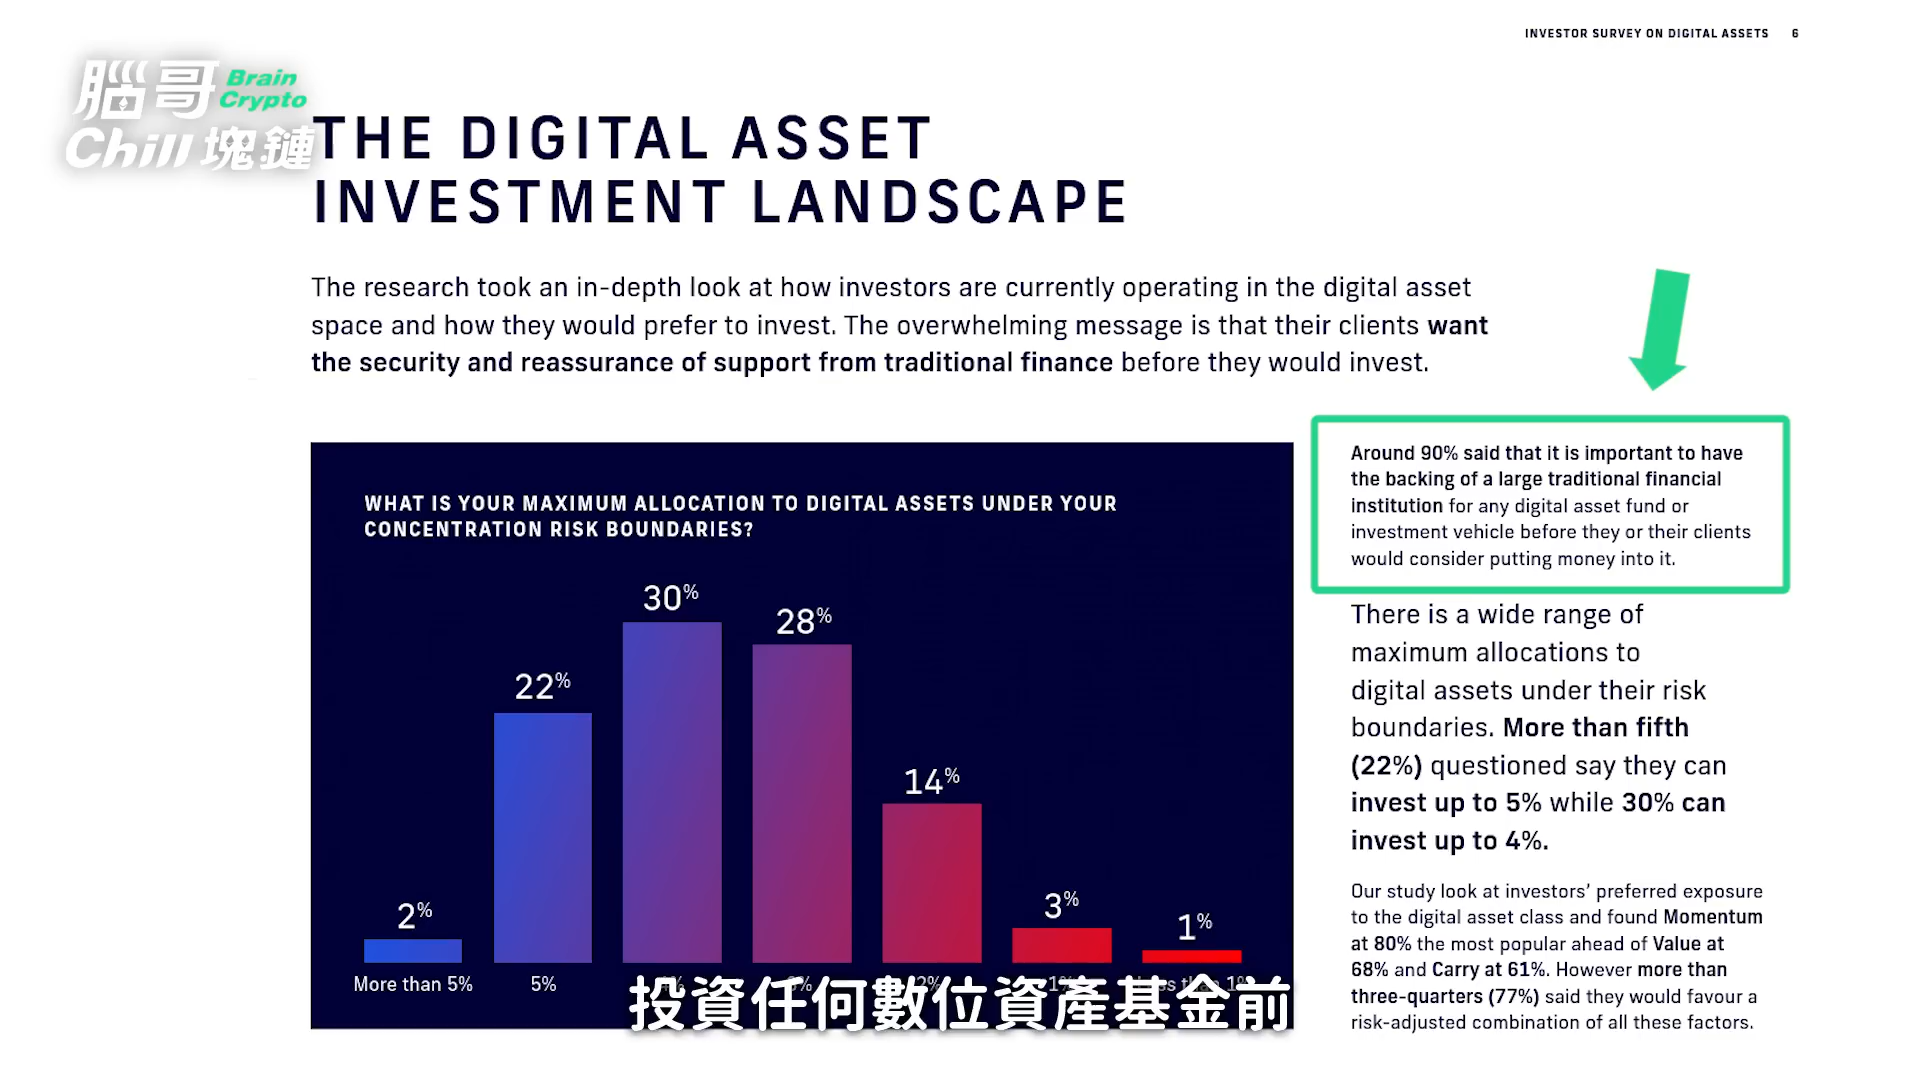 INVESTOR SURVEY ON DIGITAL ASSETS 6
腦哥 Brain Crypto
Chill 塊鏈
THE DIGITAL ASSET
INVESTMENT LANDSCAPE
The research took an in-depth look at how investors are currently operating in the digital asset
space and how they would prefer to invest. The overwhelming message is that their clients want
the security and reassurance of support from traditional finance before they would invest.
WHAT IS YOUR MAXIMUM ALLOCATION TO DIGITAL ASSETS UNDER YOUR
CONCENTRATION RISK BOUNDARIES?
2% 22% 30% 28% 14% 3% 1%
More than 5% 5%
投資任何數位資產基金前
Around 90% said that it is important to have
the backing of a large traditional financial
institution for any digital asset fund or
investment vehicle before they or their clients
would consider putting money into it.
There is a wide range of
maximum allocations to
digital assets under their risk
boundaries. More than fifth
(22%) questioned say they can
invest up to 5% while 30% can
invest up to 4%.
Our study look at investors' preferred exposure
to the digital asset class and found Momentum
at 80% the most popular ahead of Value at
68% and Carry at 61%. However more than
three-quarters (77%) said they would favour a
risk-adjusted combination of all these factors.